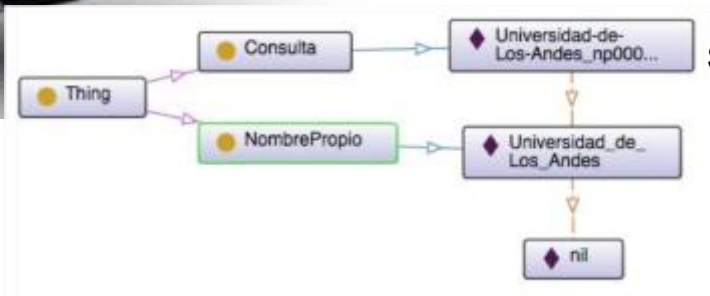 Consulta
Universidad-de-
Los-Andes_np000...
Thing
NombrePropio
Universidad_de_
Los_Andes
nil